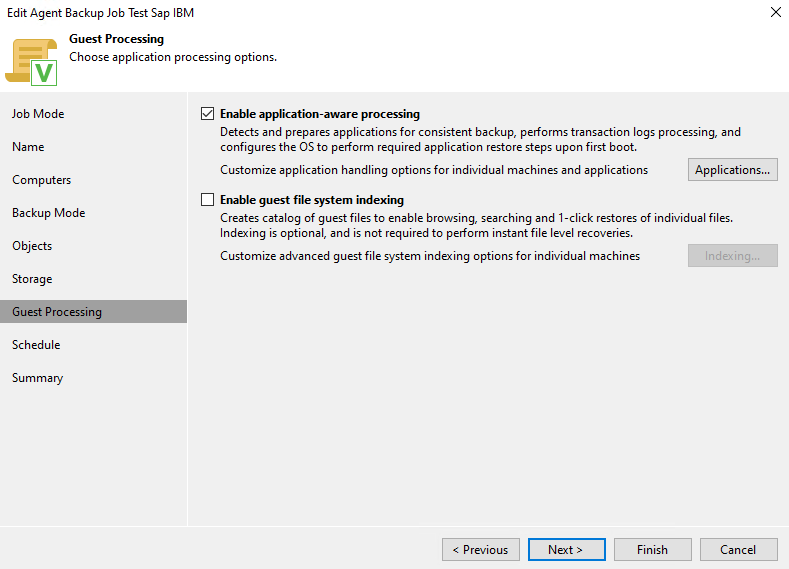 Edit Agent Backup Job Test Sap IBM
Guest Processing
Choose application processing options.
V
Job Mode
Name
Computers
Backup Mode
Objects
Storage
Guest Processing
Schedule
Summary
Enable application-aware processing
Detects and prepares applications for consistent backup, performs transaction logs processing, and
configures the OS to perform required application restore steps upon first boot.
Customize application handling options for individual machines and applications
Applications...
Enable guest file system indexing
Creates catalog of guest files to enable browsing, searching and 1-click restores of individual files.
Indexing is optional, and is not required to perform instant file level recoveries.
Customize advanced guest file system indexing options for individual machines
Indexing...
< Previous
Next >
Finish
Cancel